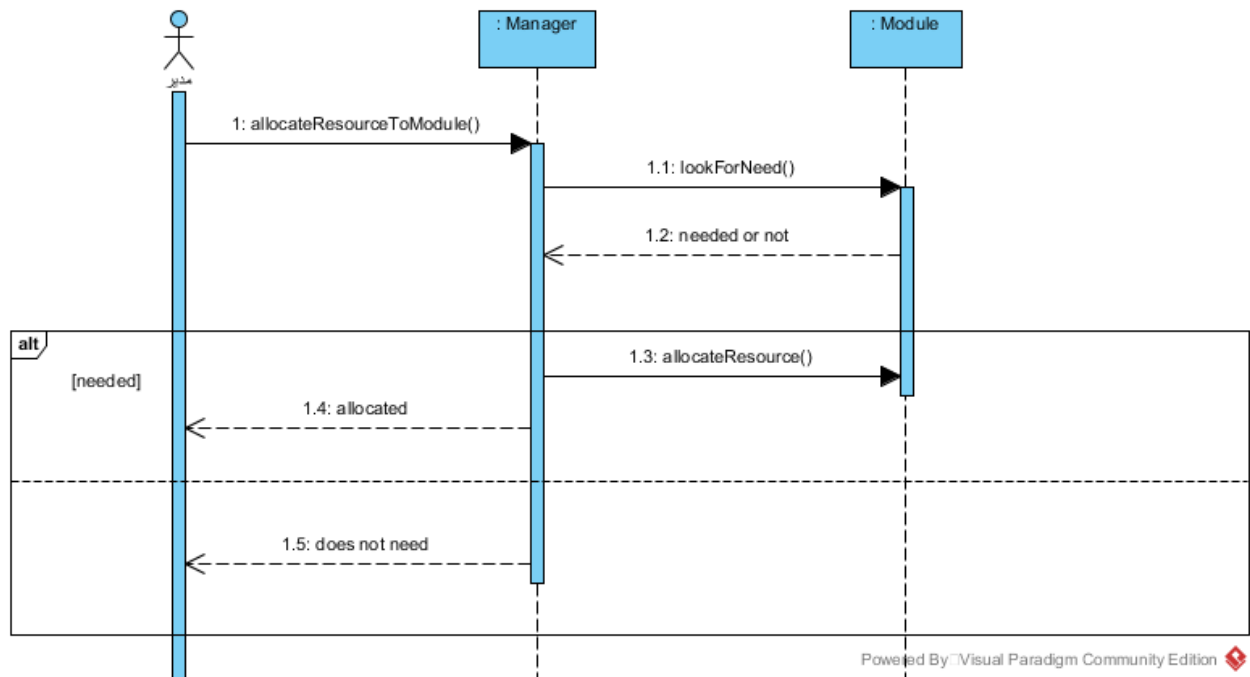 : Manager
: Module
مدیر
1: allocateResourceToModule()
1.1: lookForNeed()
1.2: needed or not
alt
1.3: allocateResource()
[needed]
1.4: allocated
1.5: does not need
Powered By Visual Paradigm Community Edition